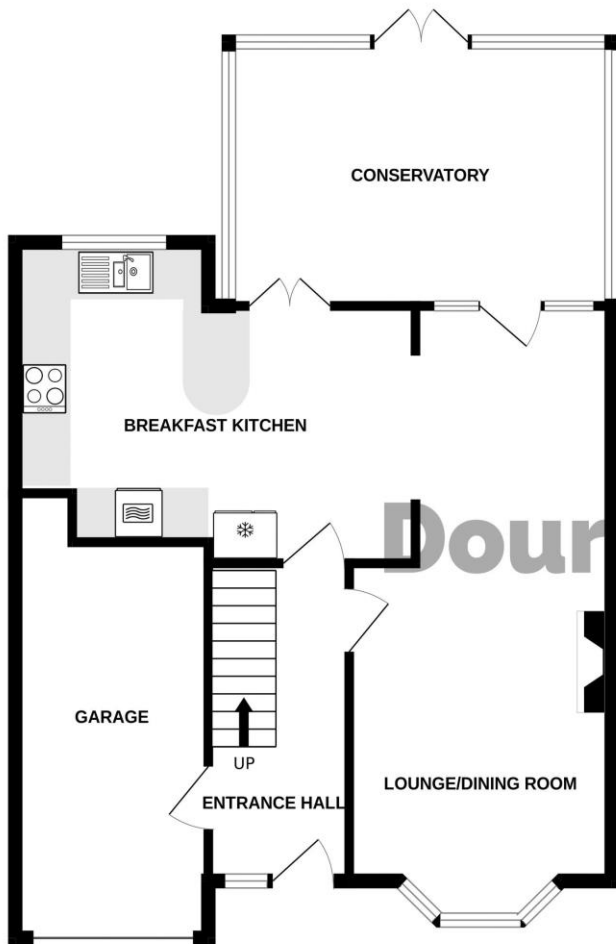 CONSERVATORY
BREAKFAST KITCHEN
Dour
GARAGE
UP
ENTRANCE HALL
LOUNGE/DINING ROOM